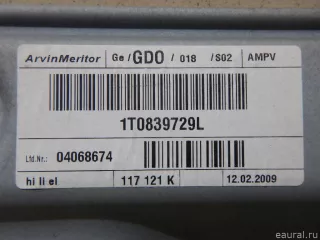 ArvinMeritor Ge/GDO/018 /S02 AMPV
1T0839729L
Lfd.Nr.: 04068674
hi li el 117 121 K 12.02.2009
© eaural.ru